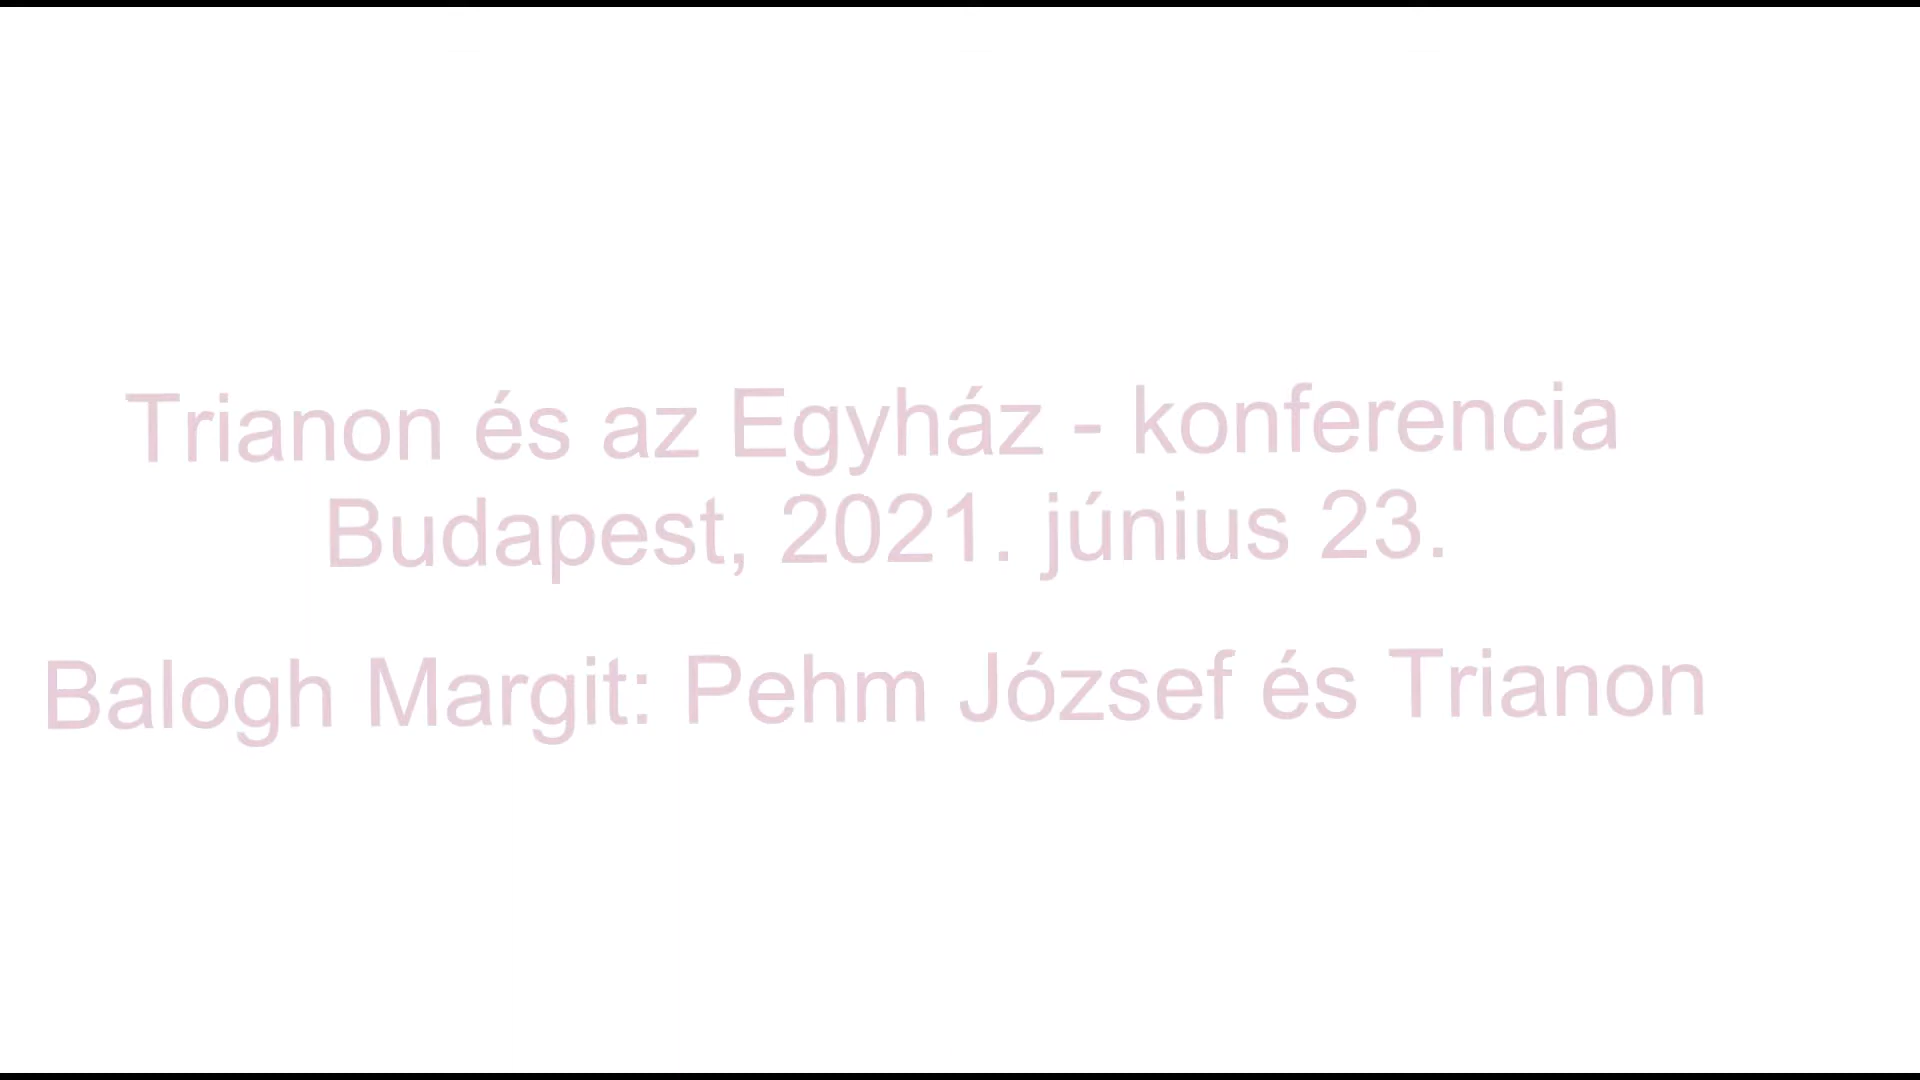 Trianon és az Egyház - konferencia
Budapest, 2021. június 23.
Balogh Margit: Pehm József és Trianon